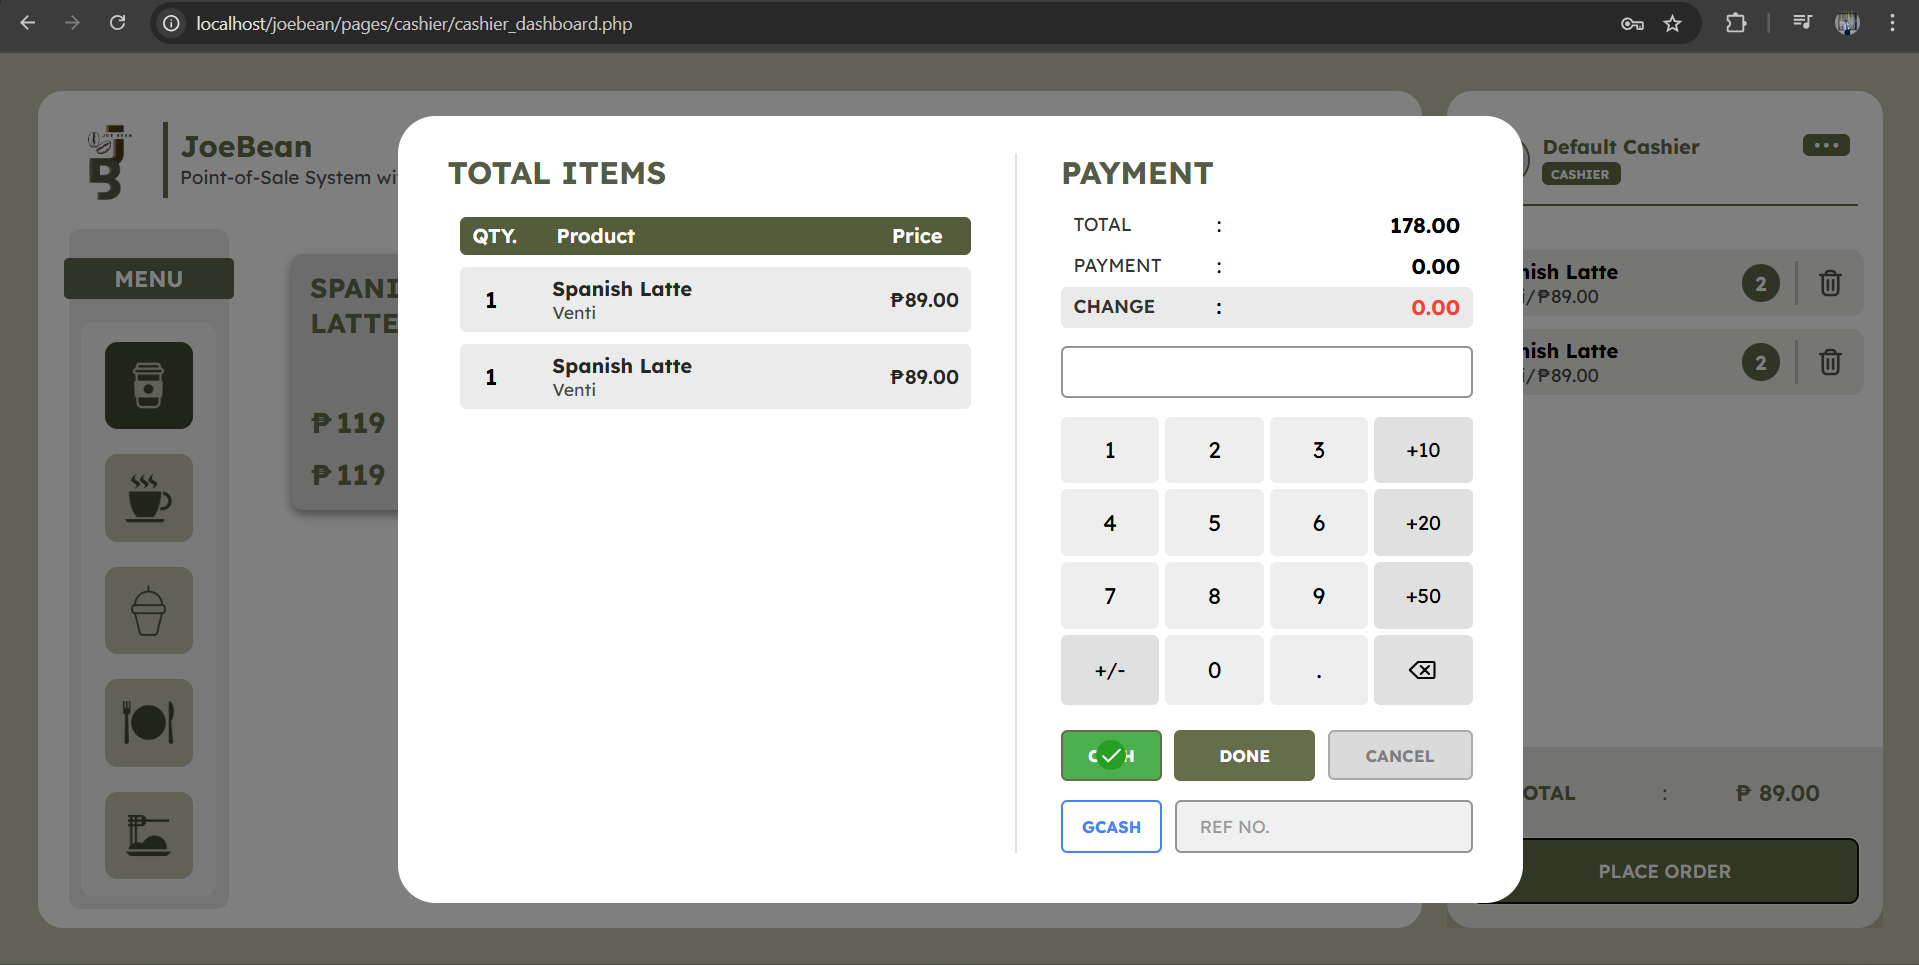 localhost/joebean/pages/cashier/cashier_dashboard.php
JOE BEAN
JoeBean
Point-of-Sale System wi
MENU
SPANI
LATTE
₱ 119
₱ 119
TOTAL ITEMS
QTY. Product Price
1 Spanish Latte ₱89.00
Venti
1 Spanish Latte ₱89.00
Venti
PAYMENT
TOTAL : 178.00
PAYMENT : 0.00
CHANGE : 0.00
1 2 3 +10
4 5 6 +20
7 8 9 +50
+/- 0 .
DONE CANCEL
GCASH REF NO.
Default Cashier
CASHIER
nish Latte 2
i/₱89.00
nish Latte 2
i/₱89.00
OTAL : ₱ 89.00
PLACE ORDER